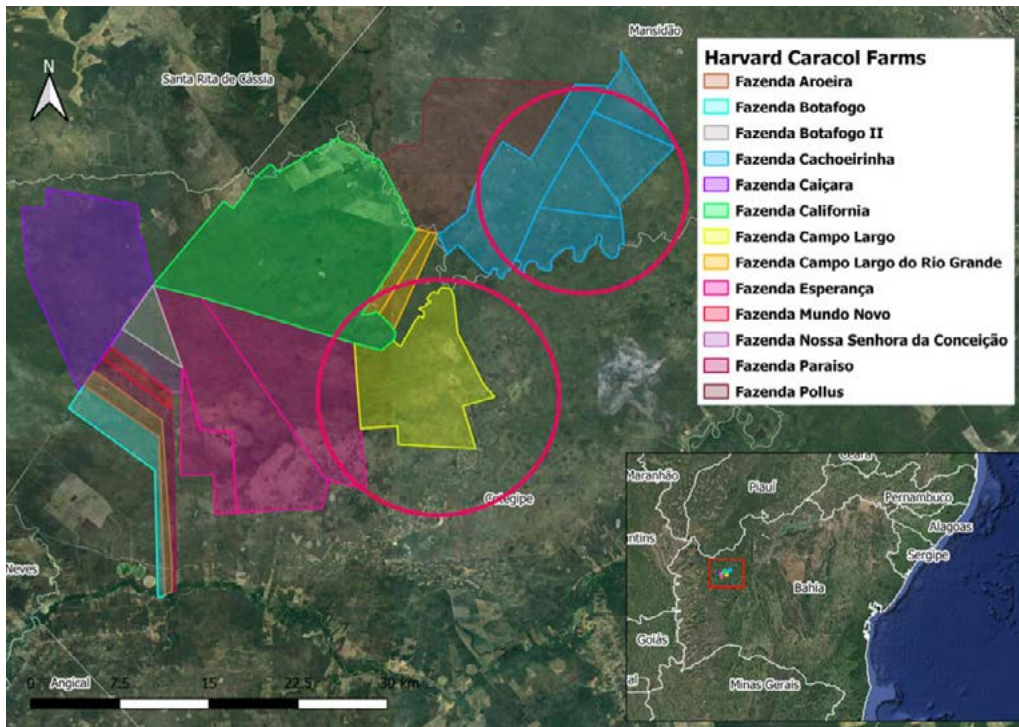 Mansidão
Santa Rita de Cássia
N
Harvard Caracol Farms
Fazenda Aroeira
Fazenda Botafogo
Fazenda Botafogo II
Fazenda Cachoeirinha
Fazenda Caiçara
Fazenda California
Fazenda Campo Largo
Fazenda Campo Largo do Rio Grande
Fazenda Esperança
Fazenda Mundo Novo
Fazenda Nossa Senhora da Conceição
Fazenda Paraiso
Fazenda Pollus
Cotegipe
Neves
Angical
0 7.5 15 22.5 30 km
Maranhão
Ceará
Piauí
Pernambuco
Alagoas
Sergipe
ntins
Bahia
Goiás
al
Minas Gerais